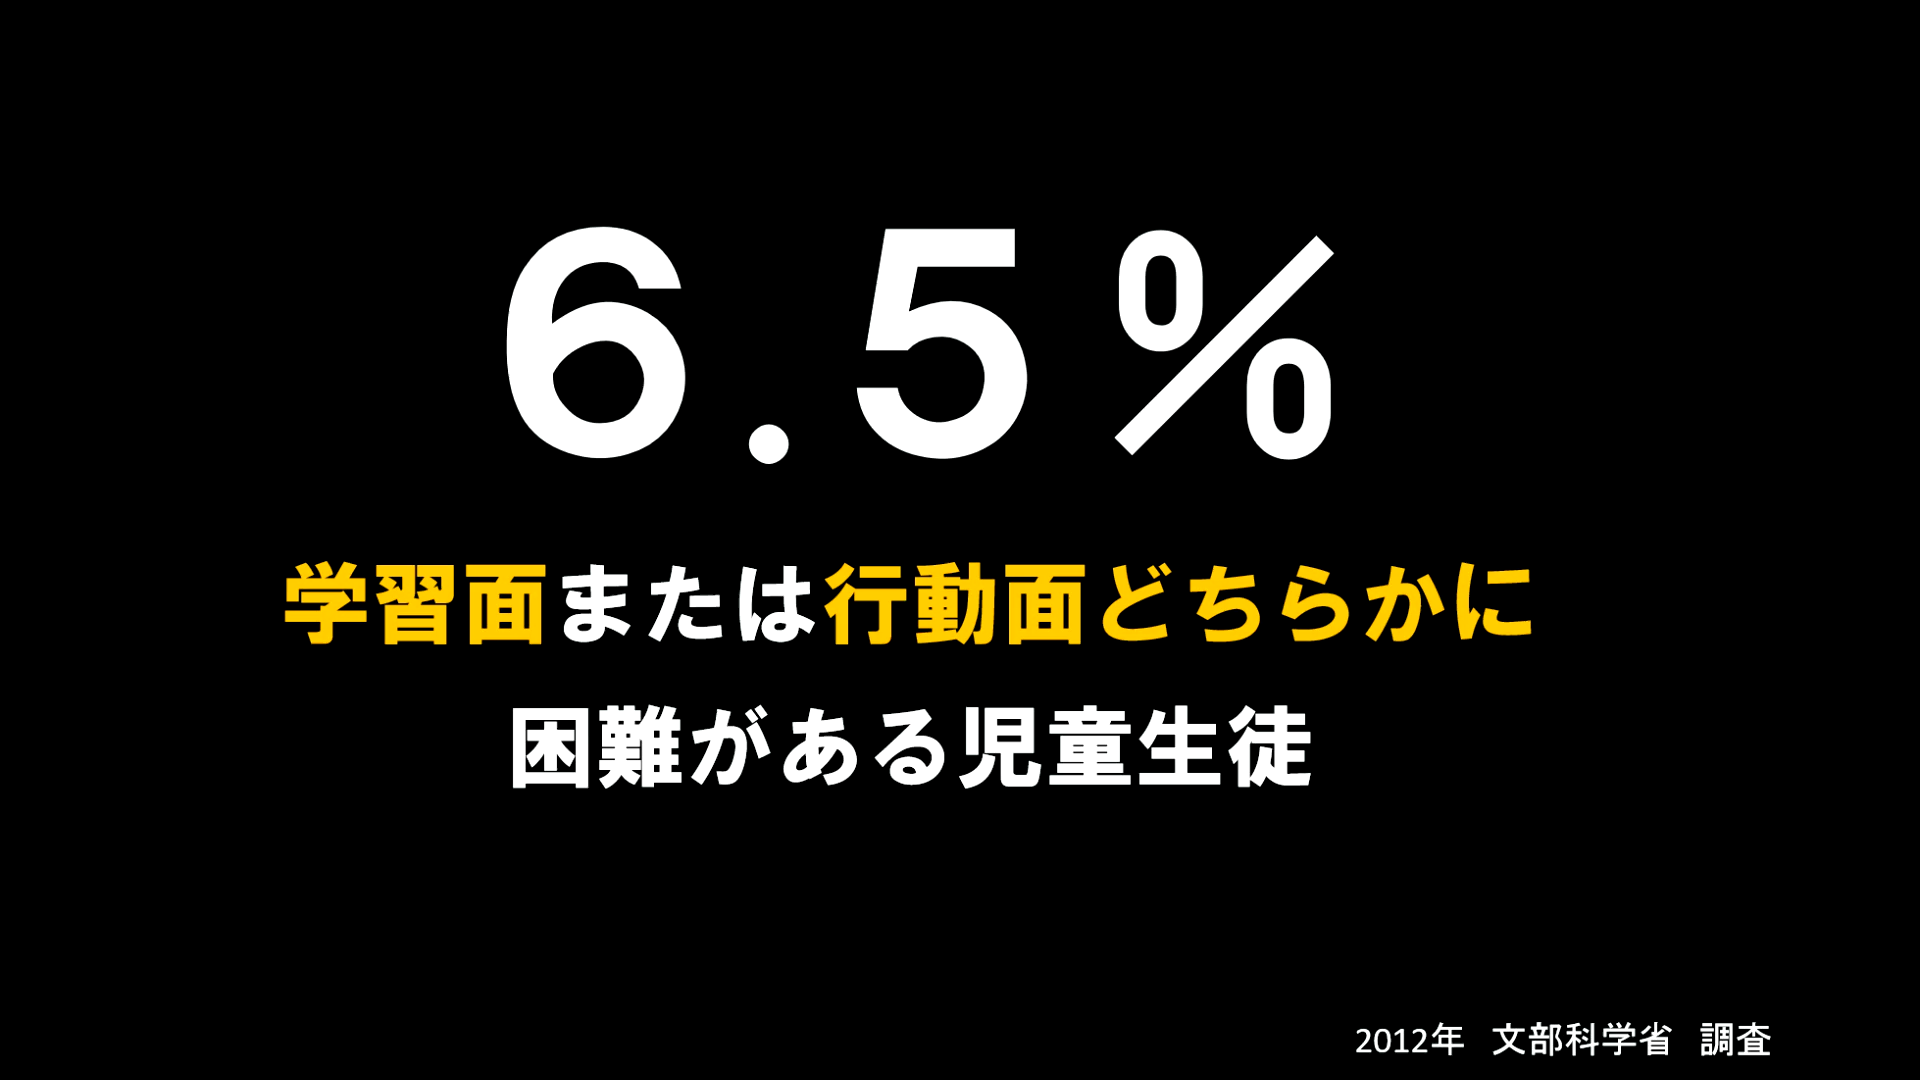 6.5%
学習面または行動面どちらかに
困難がある児童生徒
2012年　文部科学省　調査